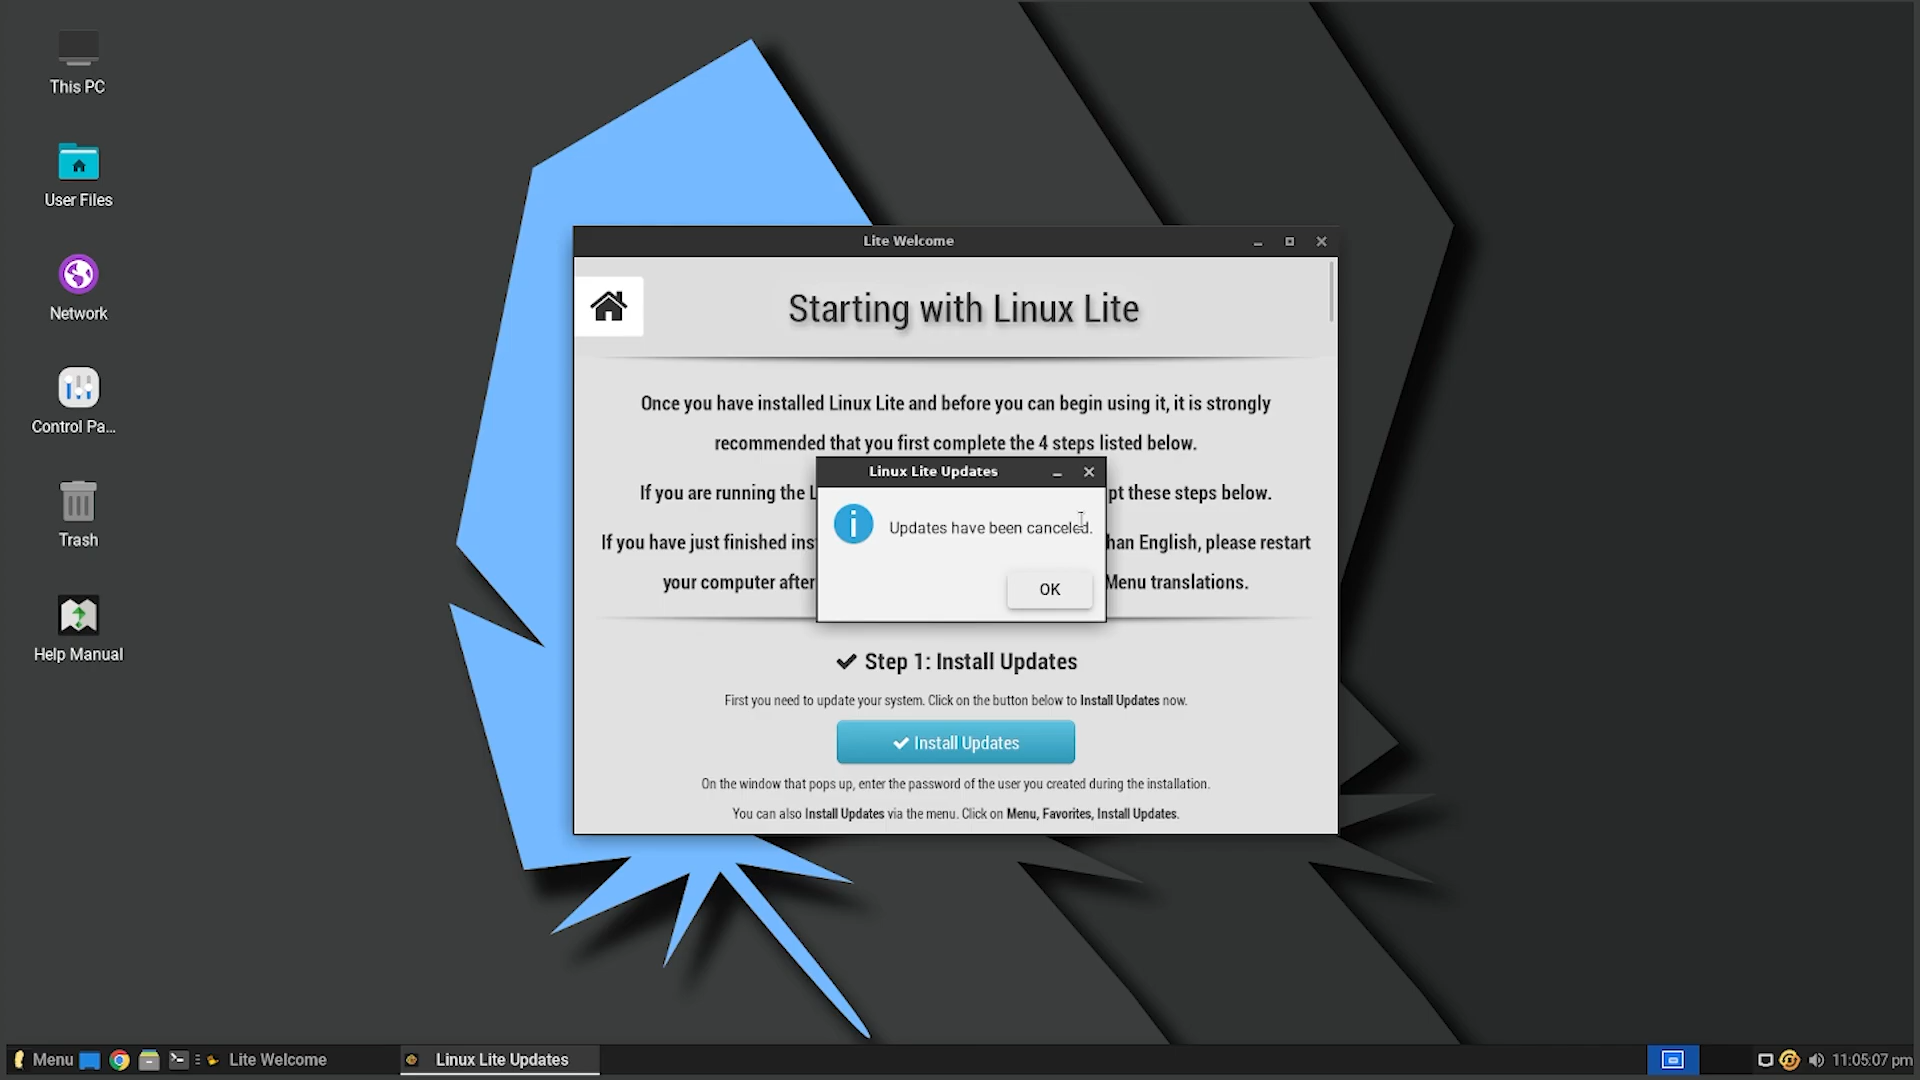 This PC
User Files
Network
Control Pa...
Trash
Help Manual
Lite Welcome
Starting with Linux Lite
Once you have installed Linux Lite and before you can begin using it, it is strongly
recommended that you first complete the 4 steps listed below.
If you are running the L
pt these steps below.
If you have just finished ins
han English, please restart
your computer after
Menu translations.
Linux Lite Updates
Updates have been canceled.
OK
Step 1: Install Updates
First you need to update your system. Click on the button below to Install Updates now.
Install Updates
On the window that pops up, enter the password of the user you created during the installation.
You can also Install Updates via the menu. Click on Menu, Favorites, Install Updates.
Menu
Lite Welcome
Linux Lite Updates
11:05:07 pm